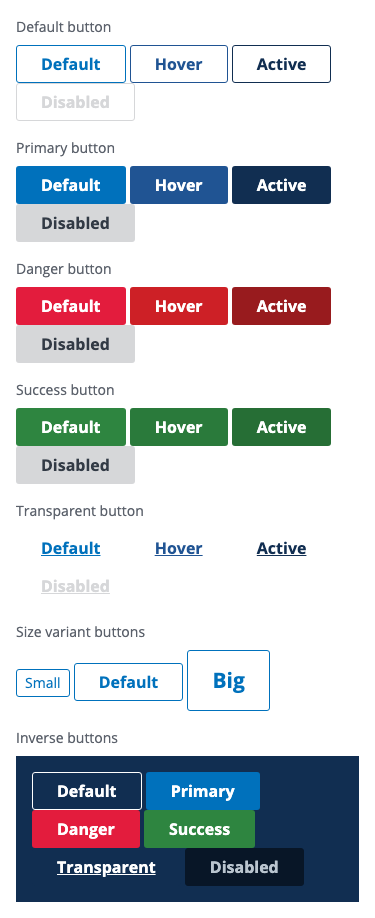 Default button
Default Hover Active
Disabled
Primary button
Default Hover Active
Disabled
Danger button
Default Hover Active
Disabled
Success button
Default Hover Active
Disabled
Transparent button
Default Hover Active
Disabled
Size variant buttons
Small Default Big
Inverse buttons
Default Primary
Danger Success
Transparent Disabled